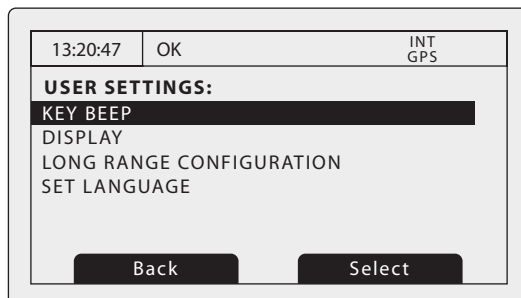 13:20:47 OK INT
GPS
USER SETTINGS:
KEY BEEP
DISPLAY
LONG RANGE CONFIGURATION
SET LANGUAGE
Back Select